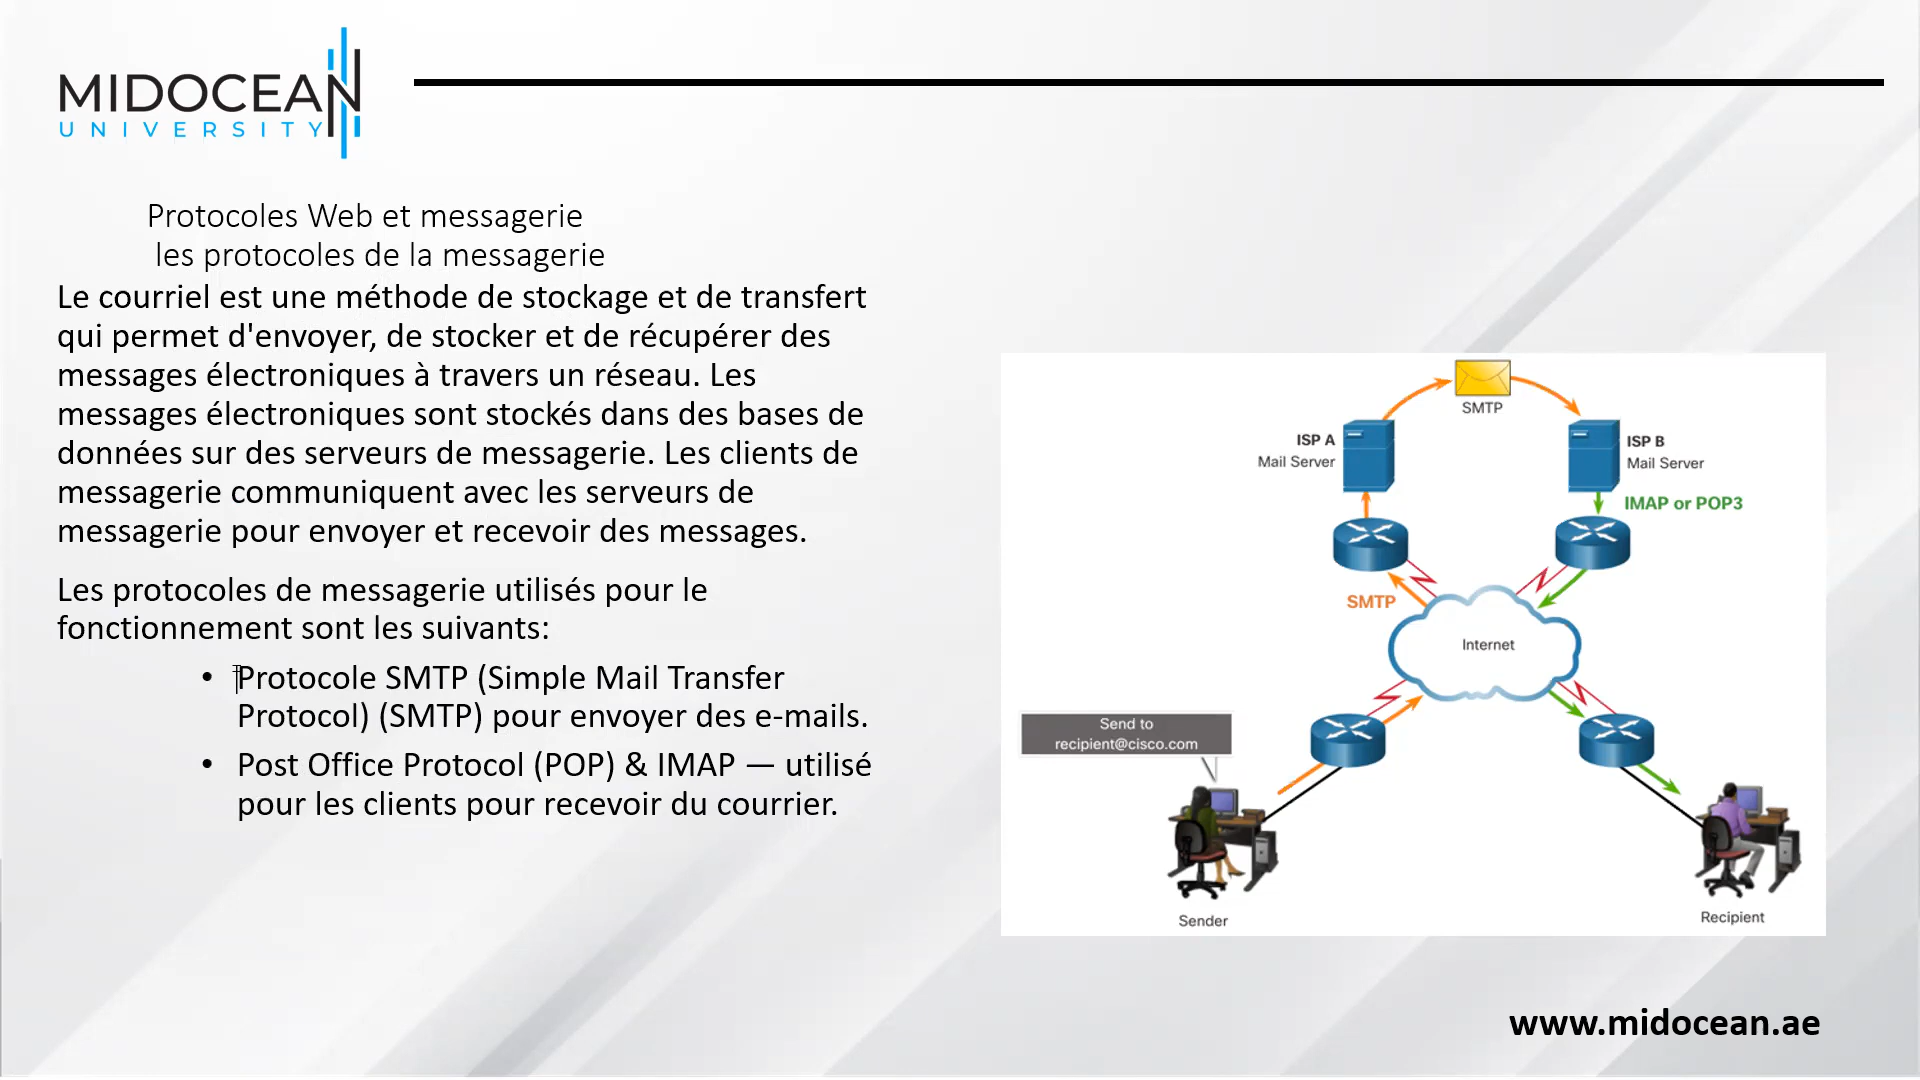 MIDOCEAN
UNIVERSITY
Protocoles Web et messagerie
les protocoles de la messagerie
Le courriel est une méthode de stockage et de transfert
qui permet d'envoyer, de stocker et de récupérer des
messages électroniques à travers un réseau. Les
messages électroniques sont stockés dans des bases de
données sur des serveurs de messagerie. Les clients de
messagerie communiquent avec les serveurs de
messagerie pour envoyer et recevoir des messages.
Les protocoles de messagerie utilisés pour le
fonctionnement sont les suivants:
• Protocole SMTP (Simple Mail Transfer
Protocol) (SMTP) pour envoyer des e-mails.
• Post Office Protocol (POP) & IMAP — utilisé
pour les clients pour recevoir du courrier.
SMTP
ISP A
Mail Server
ISP B
Mail Server
IMAP or POP3
SMTP
Internet
Send to
recipient@cisco.com
Sender
Recipient
www.midocean.ae